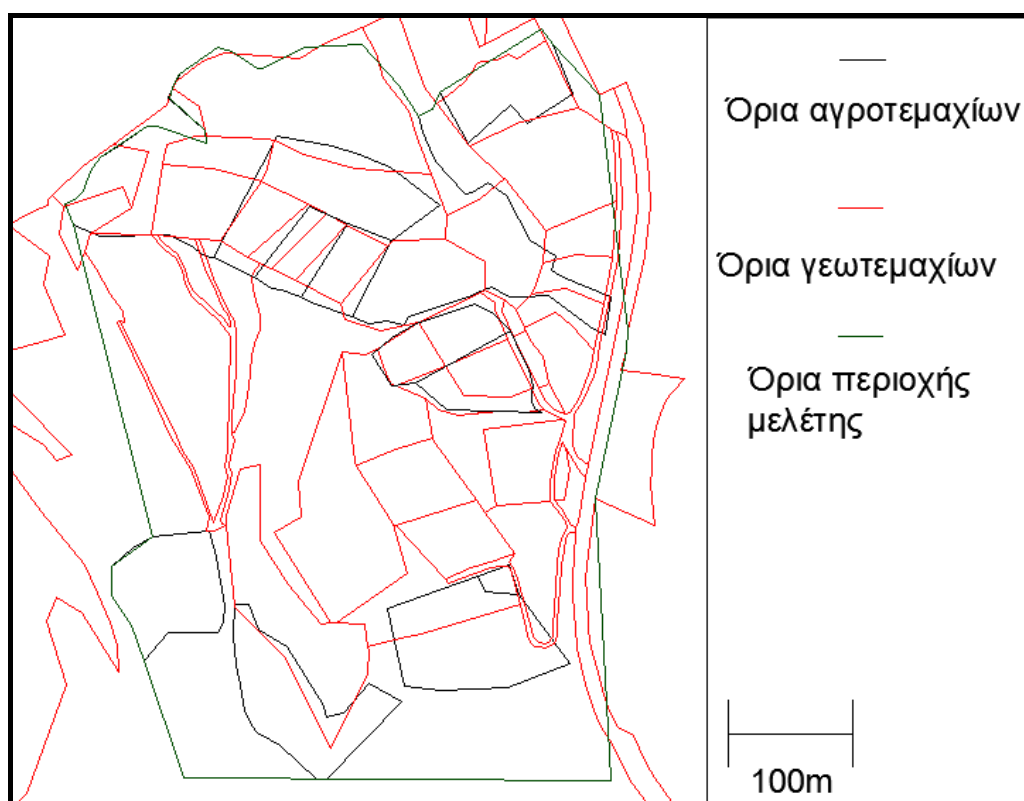 Όρια αγροτεμαχίων
Όρια γεωτεμαχίων
Όρια περιοχής
μελέτης
100m